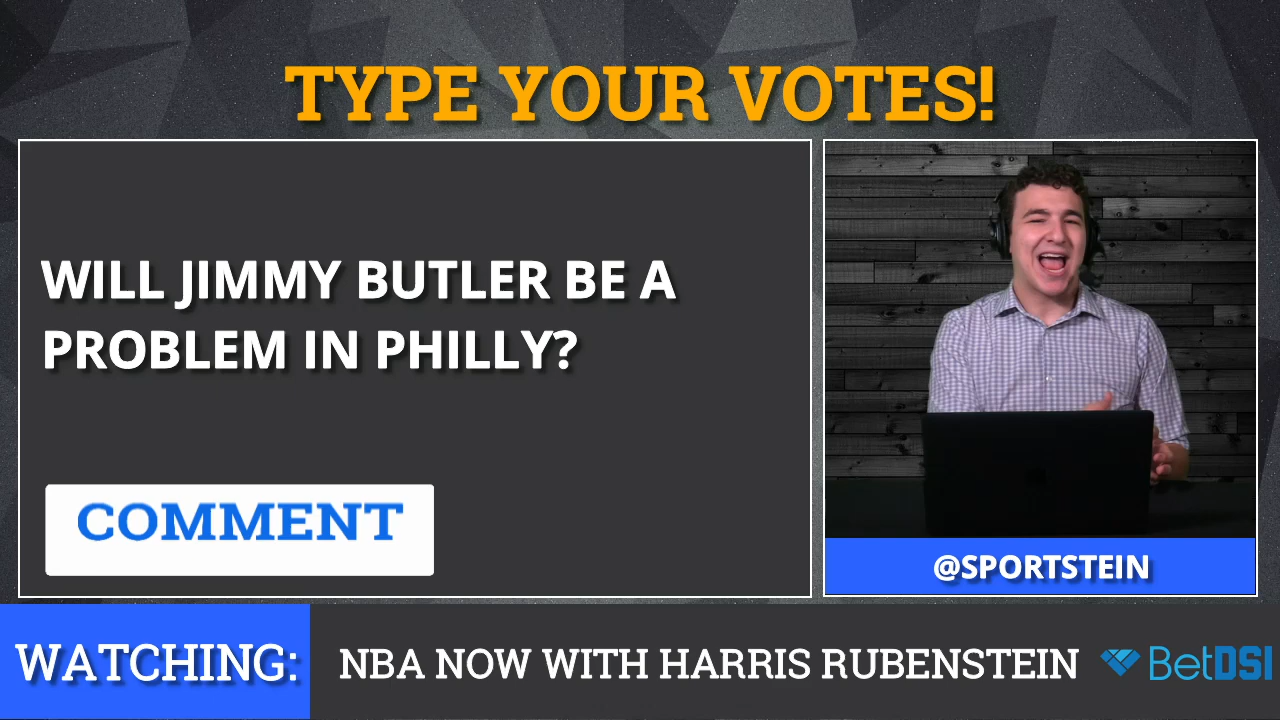 TYPE YOUR VOTES!
WILL JIMMY BUTLER BE A
PROBLEM IN PHILLY?
COMMENT
@SPORTSTEIN
WATCHING:
NBA NOW WITH HARRIS RUBENSTEIN
BetDSI